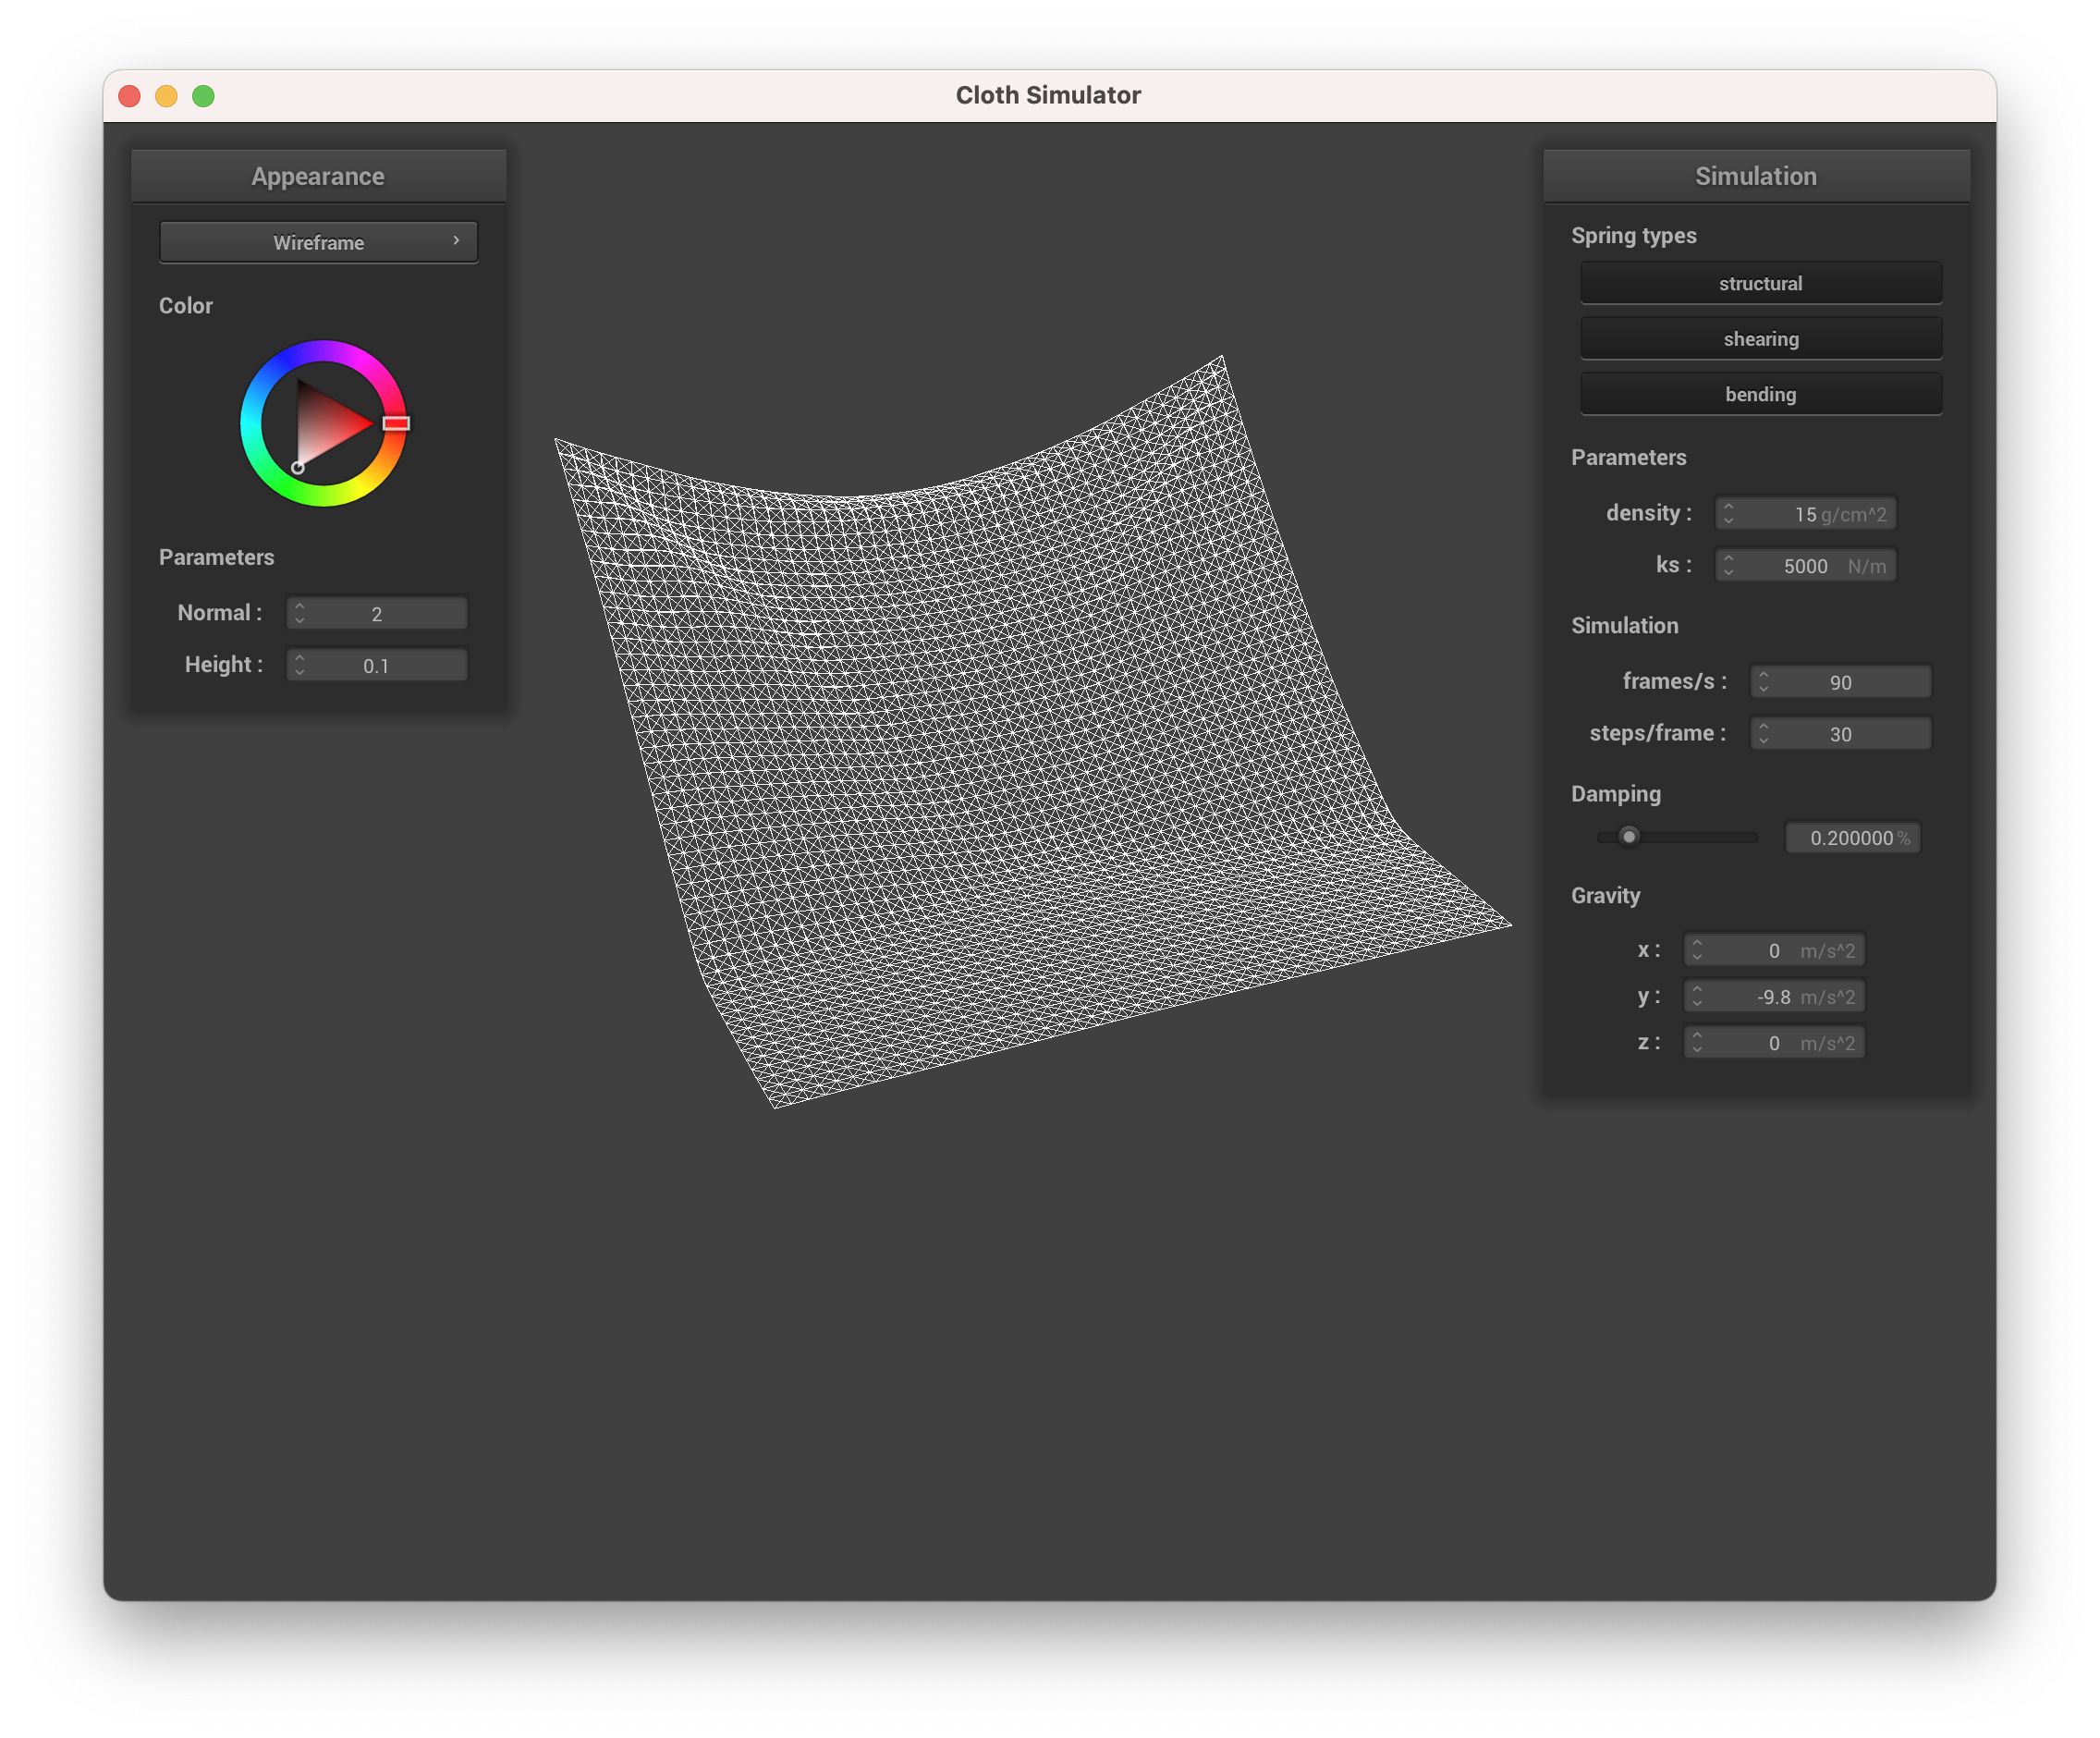 Cloth Simulator
Appearance
Wireframe
Color
Parameters
Normal : 2
Height : 0.1
Simulation
Spring types
structural
shearing
bending
Parameters
density : 15 g/cm^2
ks : 5000 N/m
Simulation
frames/s : 90
steps/frame : 30
Damping
0.200000 %
Gravity
x : 0 m/s^2
y : -9.8 m/s^2
z : 0 m/s^2